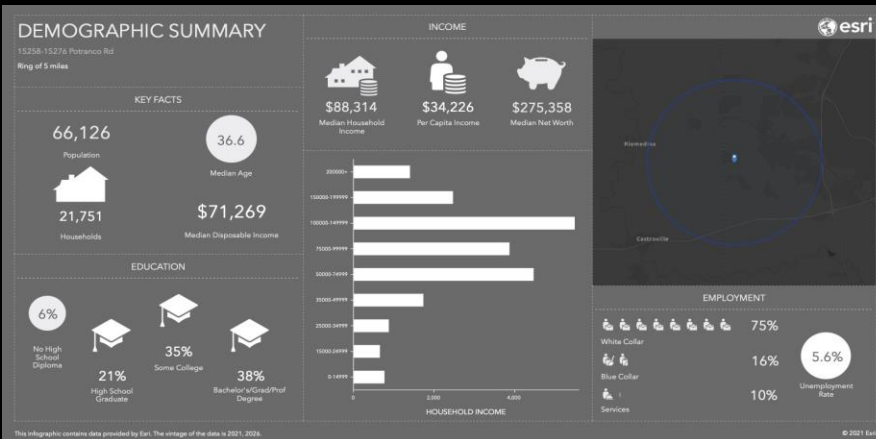 DEMOGRAPHIC SUMMARY
15258-15276 Potranco Rd
Ring of 5 miles
KEY FACTS
66,126
Population
36.6
Median Age
21,751
Households
$71,269
Median Disposable Income
EDUCATION
6%
No High
School
Diploma
21%
High School
Graduate
35%
Some College
38%
Bachelor's/Grad/Prof
Degree
INCOME
$88,314
Median Household
Income
$34,226
Per Capita Income
$275,358
Median Net Worth
200000+
150000-199999
100000-149999
75000-99999
50000-74999
35000-49999
25000-34999
15000-24999
0-14999
0
2,000
4,000
HOUSEHOLD INCOME
esri
Riomedina
Castroville
EMPLOYMENT
75%
White Collar
16%
Blue Collar
10%
Services
5.6%
Unemployment
Rate
This infographic contains data provided by Esri. The vintage of the data is 2021, 2026.
© 2021 Esri